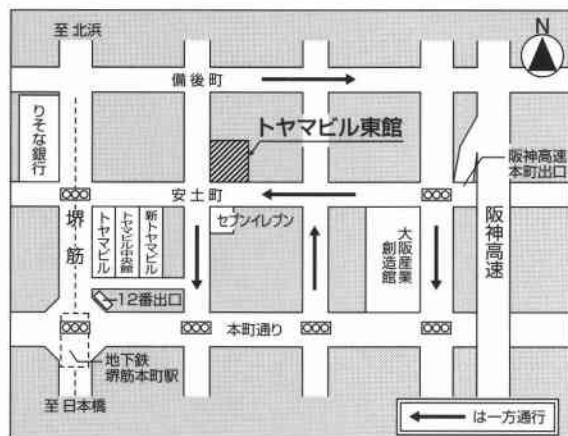 至北浜
N
備後町
りそな銀行
トヤマビル東館
阪神高速
本町出口
安土町
堺筋
トヤマビル
トヤマビル中央館
新トヤマビル
セブンイレブン
大阪産業
創造館
阪神高速
12番出口
本町通り
地下鉄
堺筋本町駅
至日本橋
は一方通行